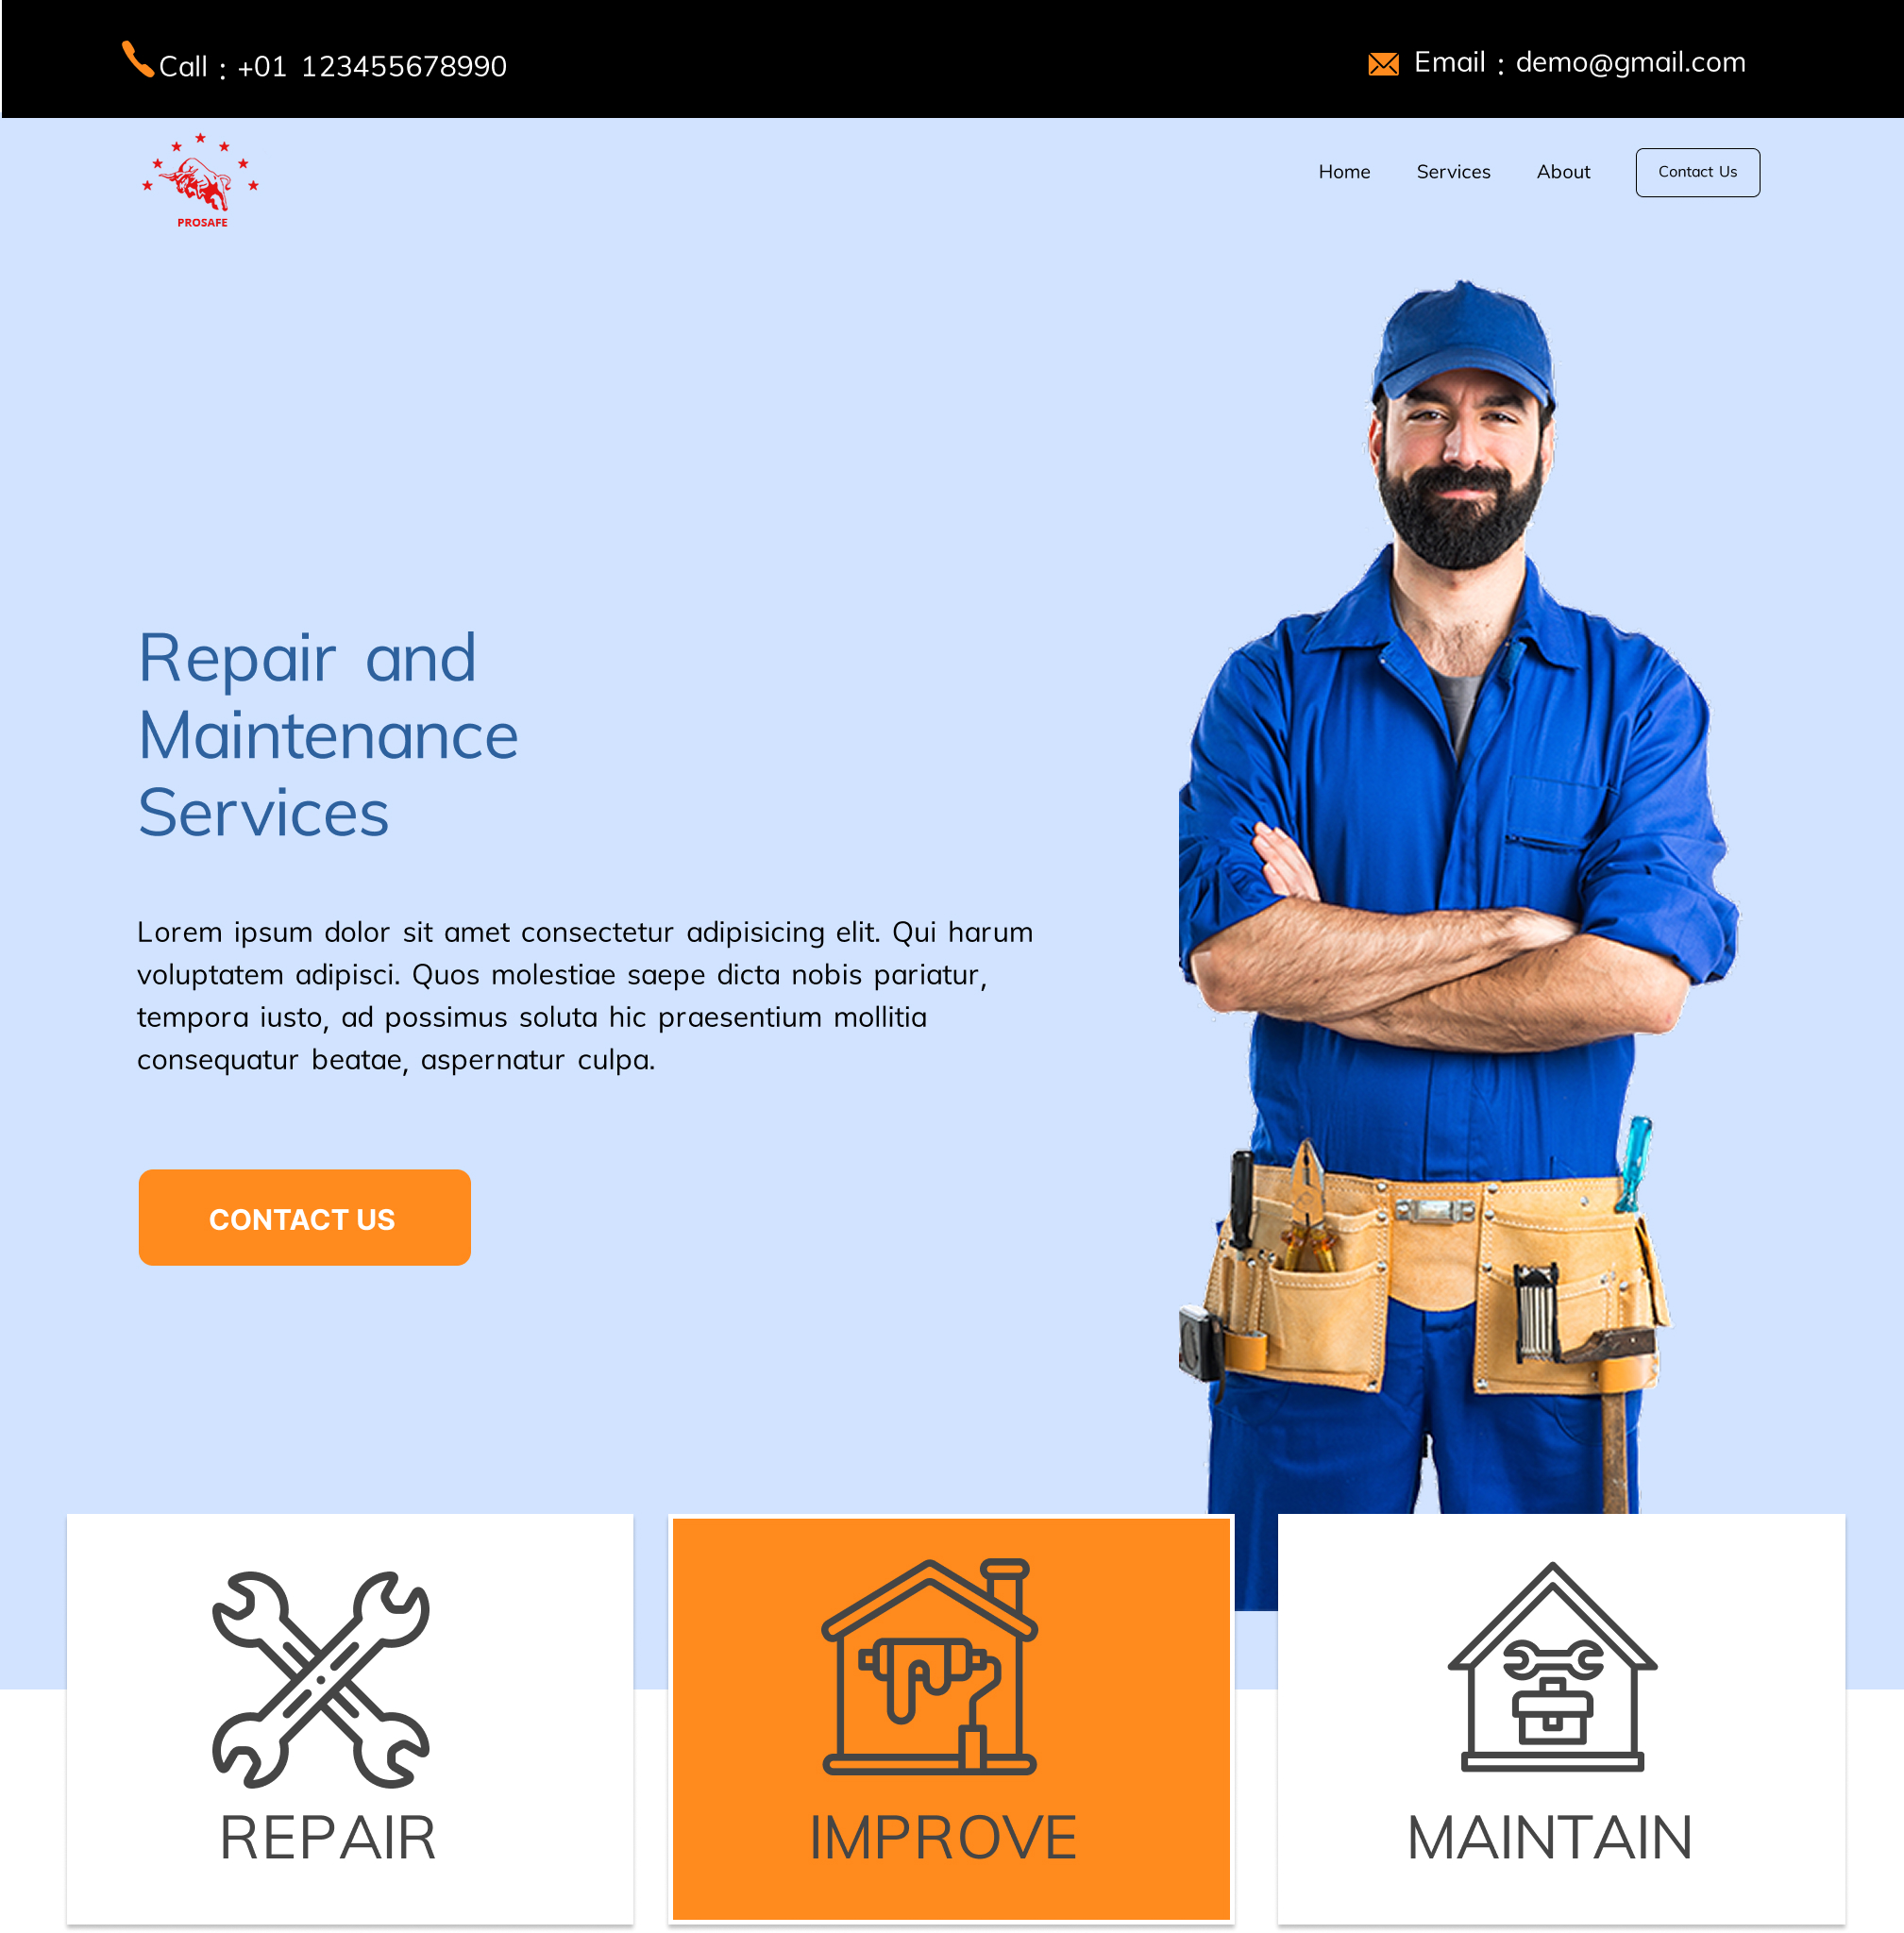 Call : +01 123455678990
Email : demo@gmail.com
PROSAFE
Home
Services
About
Contact Us
Repair and
Maintenance
Services
Lorem ipsum dolor sit amet consectetur adipisicing elit. Qui harum
voluptatem adipisci. Quos molestiae saepe dicta nobis pariatur,
tempora iusto, ad possimus soluta hic praesentium mollitia
consequatur beatae, aspernatur culpa.
CONTACT US
REPAIR
IMPROVE
MAINTAIN